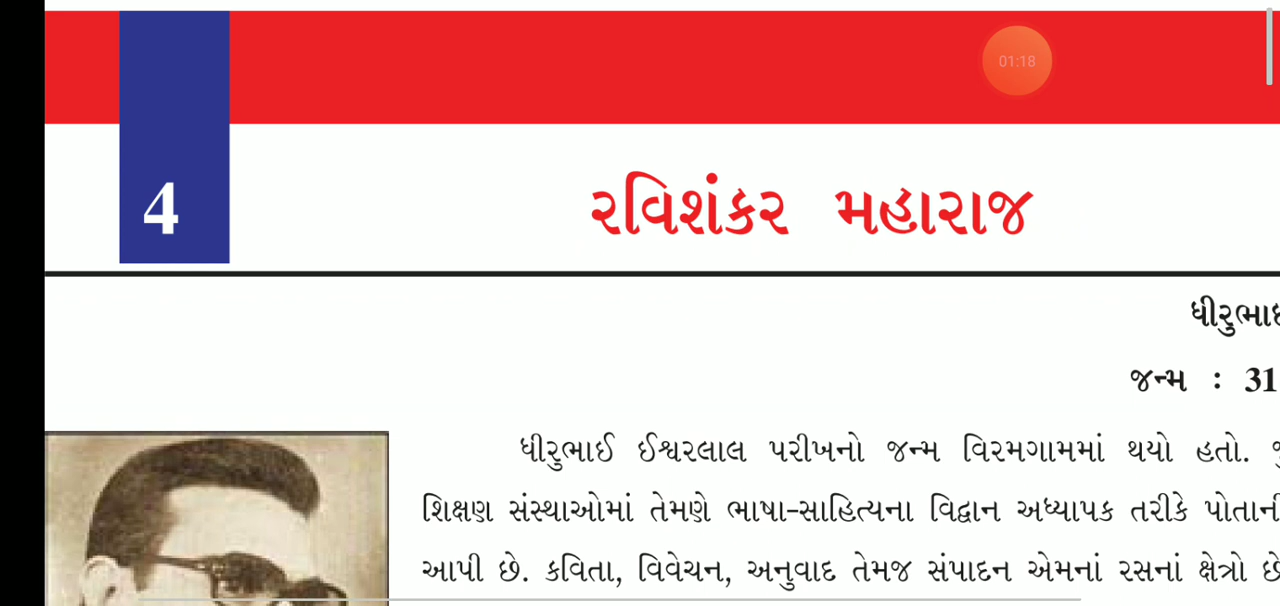 01:18
4
રવિશંકર મહારાજ
જન્મ : 31
ધીરુભાઈ ઈશ્વરલાલ પરીખનો જન્મ વિરમગામમાં થયો હતો.
શિક્ષણ સંસ્થાઓમાં તેમણે ભાષા-સાહિત્યના વિદ્વાન અધ્યાપક તરીકે પોતાની
આપી છે. કવિતા, વિવેચન, અનુવાદ તેમજ સંપાદન એમનાં રસનાં ક્ષેત્રો